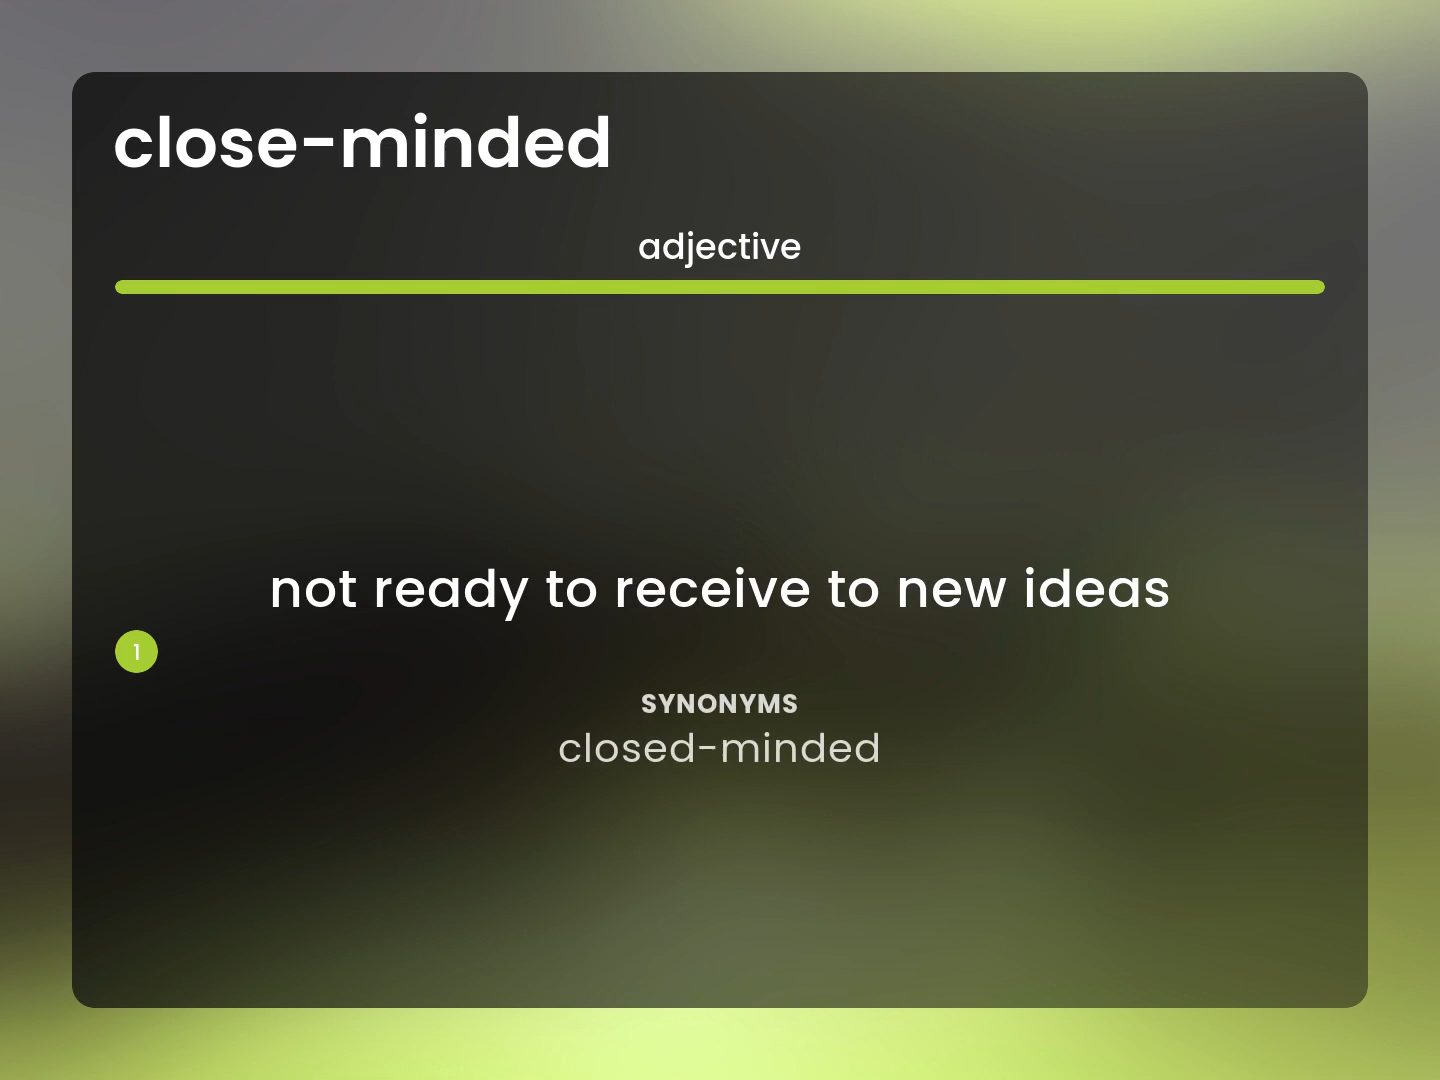 close-minded
adjective
not ready to receive to new ideas
1
SYNONYMS
closed-minded